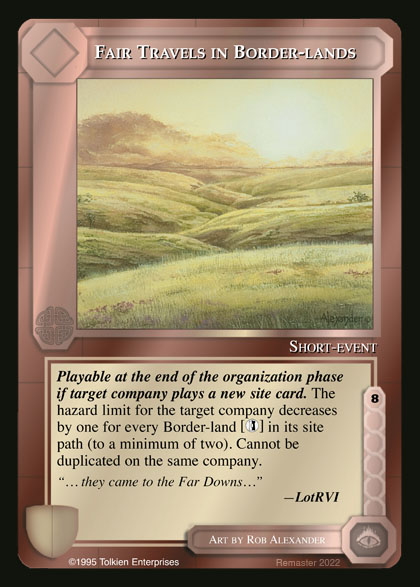 Fair Travels in Border-lands
Alexander
Short-event
Playable at the end of the organization phase
if target company plays a new site card. The
hazard limit for the target company decreases
by one for every Border-land [ ] in its site
path (to a minimum of two). Cannot be
duplicated on the same company.
“… they came to the Far Downs…”
–LotRVI
8
Art by Rob Alexander
©1995 Tolkien Enterprises
Remaster 2022